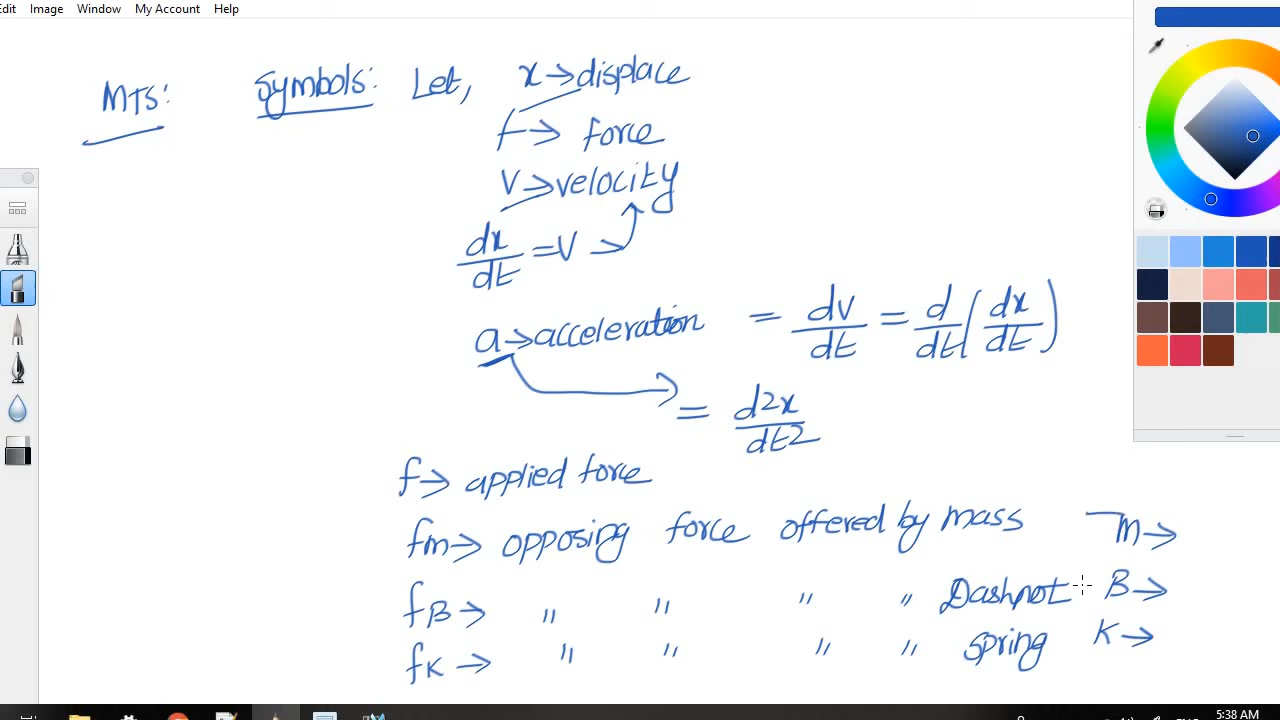 Edit Image Window My Account Help
MTS: Symbols: Let, x → displace
f → force
v → velocity
dx/dt = v →
a → acceleration = dv/dt = d/dt (dx/dt)
= d2x/dt2
f → applied force
fm → opposing force offered by mass M →
fB → " " " " Dashpot B →
fK → " " " " spring K →
5:38 AM